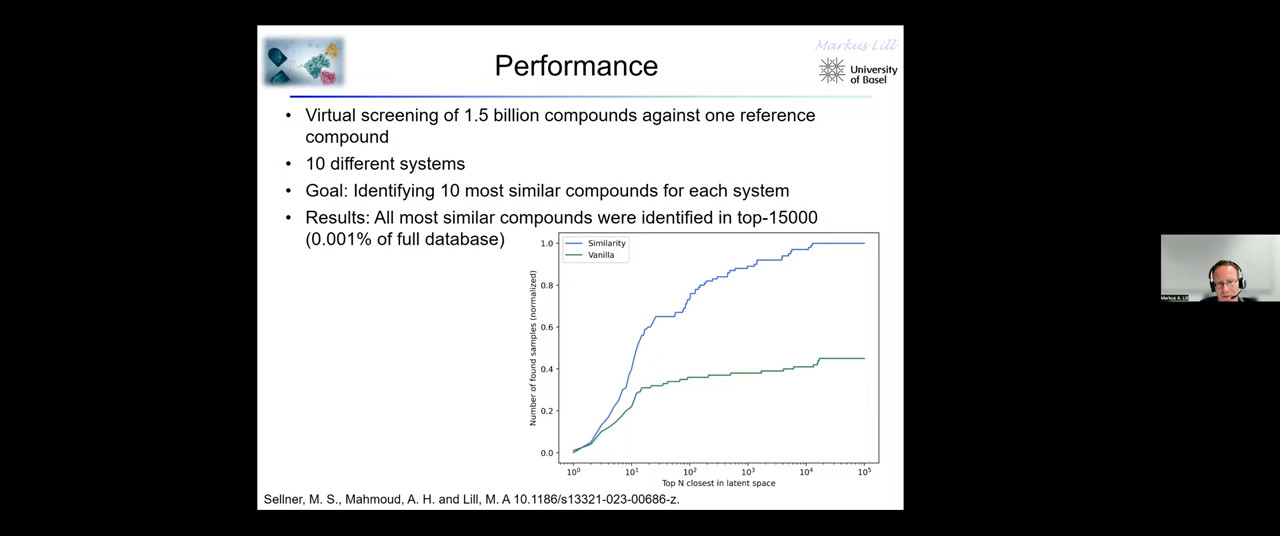 Performance
Markus Lill
University
of Basel
• Virtual screening of 1.5 billion compounds against one reference
compound
• 10 different systems
• Goal: Identifying 10 most similar compounds for each system
• Results: All most similar compounds were identified in top-15000
(0.001% of full database)
Similarity
Vanilla
Number of found samples (normalized)
1.0
0.8
0.6
0.4
0.2
0.0
10⁰ 10¹ 10² 10³ 10⁴ 10⁵
Top N closest in latent space
Sellner, M. S., Mahmoud, A. H. and Lill, M. A 10.1186/s13321-023-00686-z.
Markus A. Lill